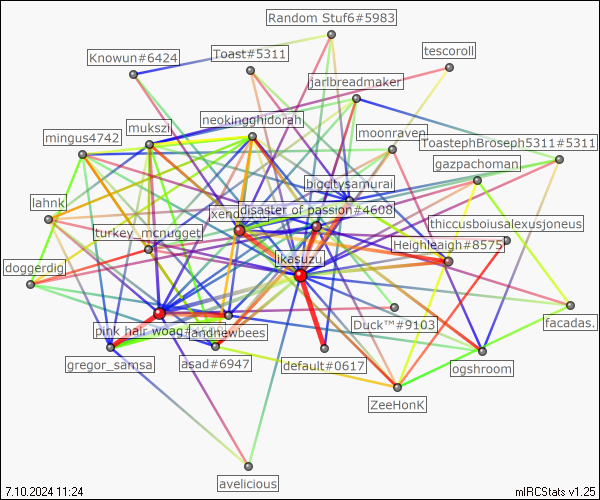 Random Stuf6#5983
tescoroll
Toast#5311
Knowun#6424
jarlbreadmaker
neokingghidorah
mukszi
moonraven
mingus4742
ToastephBroseph5311#5311
gazpachoman
bigcitysamurai
lahnk
disaster of passion#4608
thiccusboiusalexusjoneus
turkey_mcnugget
Heighleaigh#8575
ikasuzu
doggerdig
facadas.
Duck™#9103
pink hair woag
andnewbees
gregor_samsa
asad#6947
default#0617
ogshroom
ZeeHonK
avelicious
7.10.2024 11:24
mIRCStats v1.25